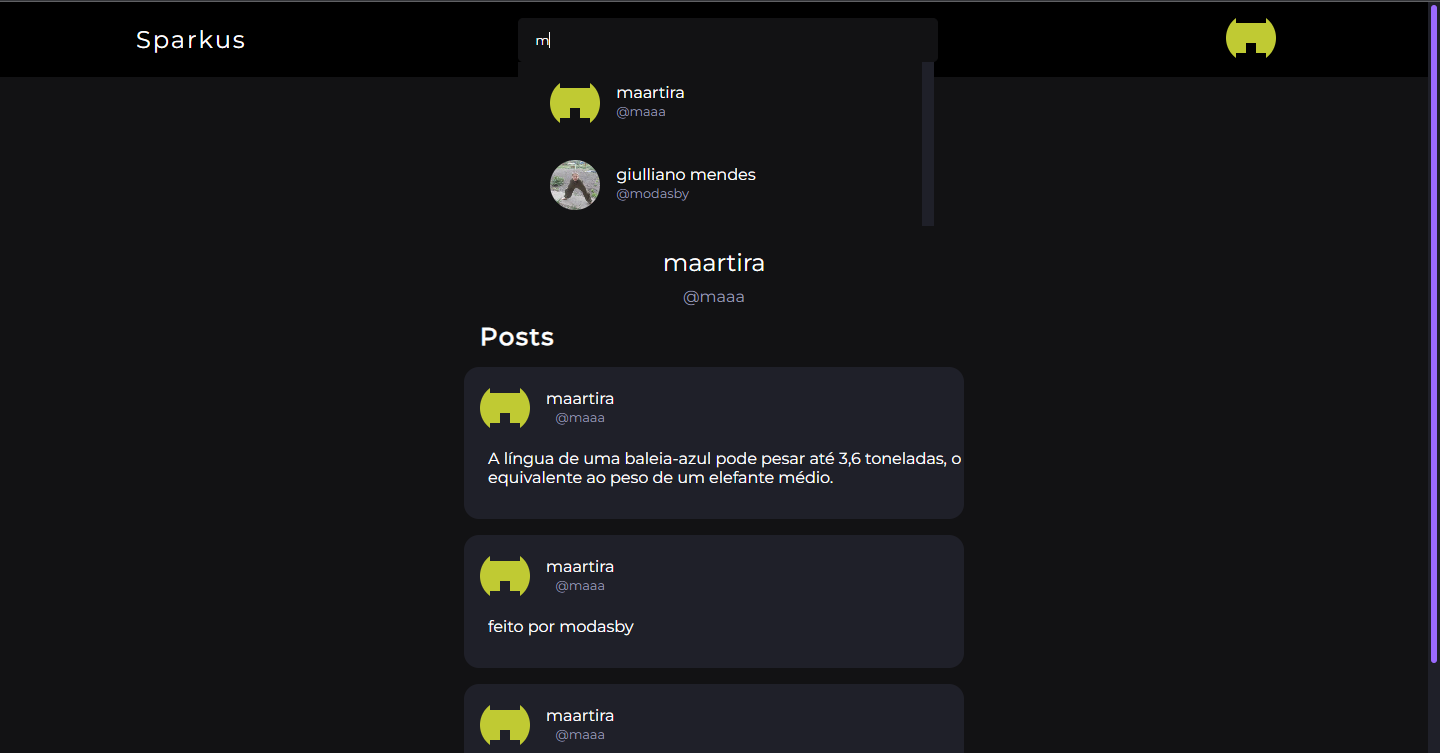 Sparkus
m
maartira
@maaa
giulliano mendes
@modasby
maartira
@maaa
Posts
maartira
@maaa
A língua de uma baleia-azul pode pesar até 3,6 toneladas, o
equivalente ao peso de um elefante médio.
maartira
@maaa
feito por modasby
maartira
@maaa